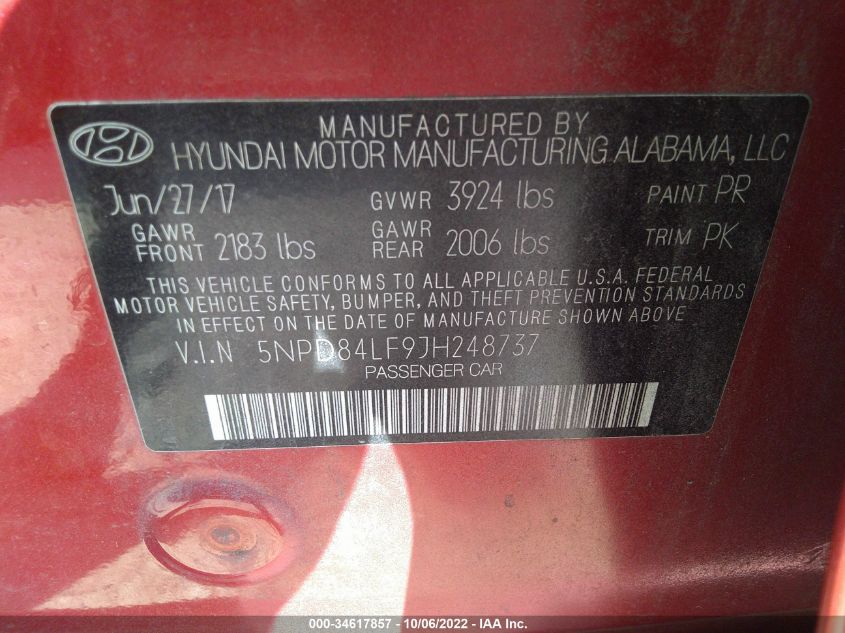 MANUFACTURED BY
HYUNDAI MOTOR MANUFACTURING ALABAMA, LLC
Jun/27/17 GVWR 3924 lbs PAINT PR
GAWR FRONT 2183 lbs GAWR REAR 2006 lbs TRIM PK
THIS VEHICLE CONFORMS TO ALL APPLICABLE U.S.A. FEDERAL
MOTOR VEHICLE SAFETY, BUMPER, AND THEFT PREVENTION STANDARDS
IN EFFECT ON THE DATE OF MANUFACTURE SHOWN ABOVE.
V.I.N 5NPD84LF9JH248737
PASSENGER CAR
000-34617857 - 10/06/2022 - IAA Inc.